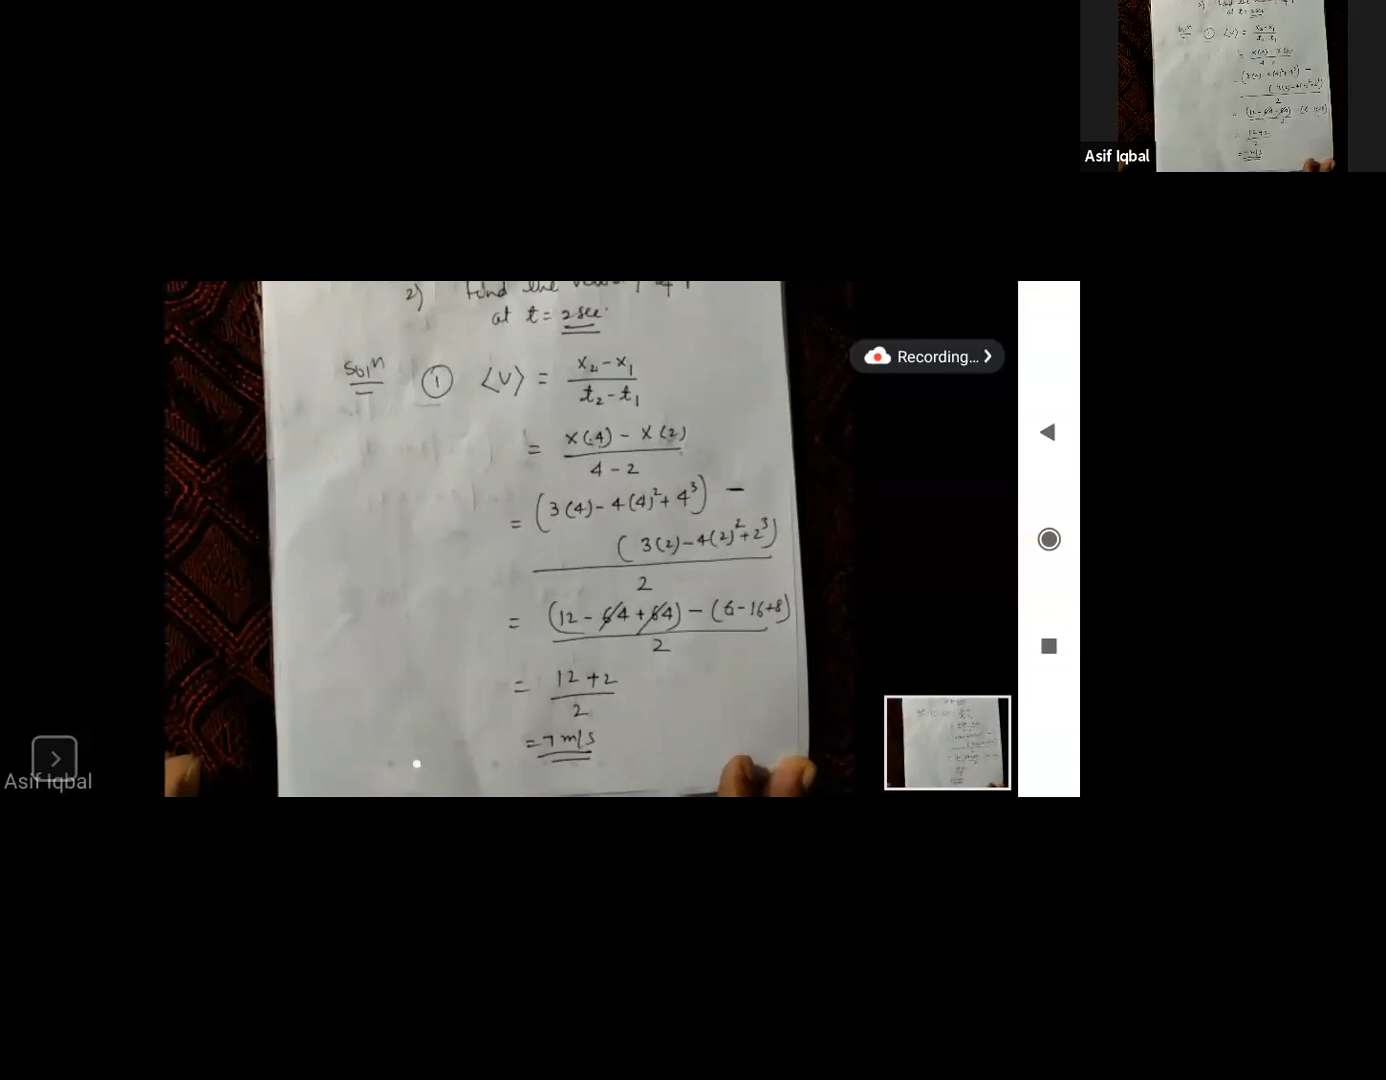 Asif Iqbal
2) Find the
at t = 2 sec.
Solⁿ ① <v> = x₂ - x₁ / t₂ - t₁
= x(4) - x(2) / 4 - 2
= (3(4) - 4(4)² + 4³) -
(3(2) - 4(2)² + 2³)
2
= (12 - 64 + 64) - (6 - 16 + 8)
2
= 12 + 2 / 2
= 7 m/s
Recording...
Asif Iqbal